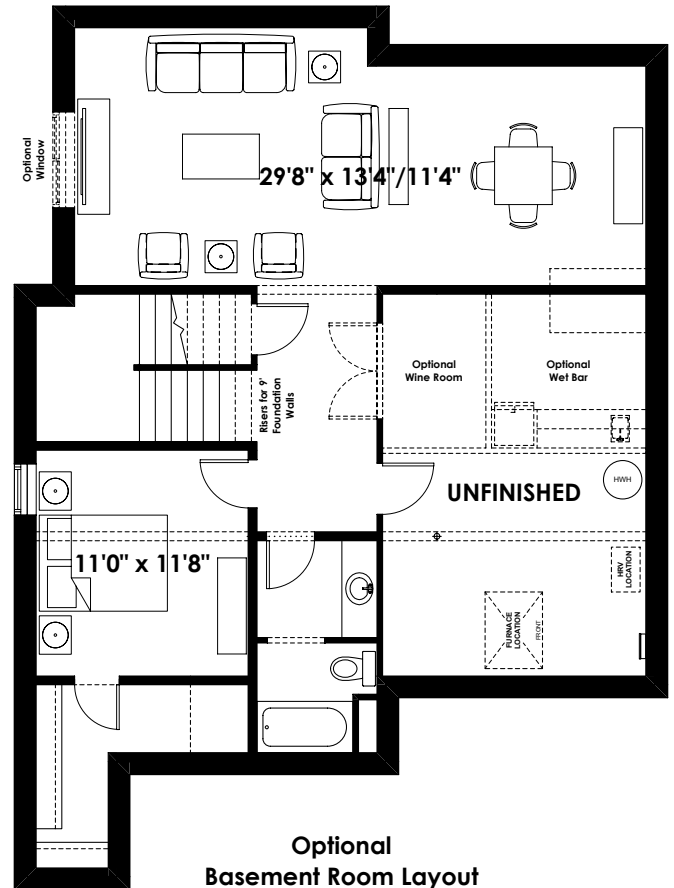 Optional
Window
29'8" x 13'4"/11'4"
Risers for 9'
Foundation
Walls
Optional
Wine Room
Optional
Wet Bar
UNFINISHED
HWH
11'0" x 11'8"
HRV
LOCATION
FURNACE
LOCATION
FRONT
Optional
Basement Room Layout